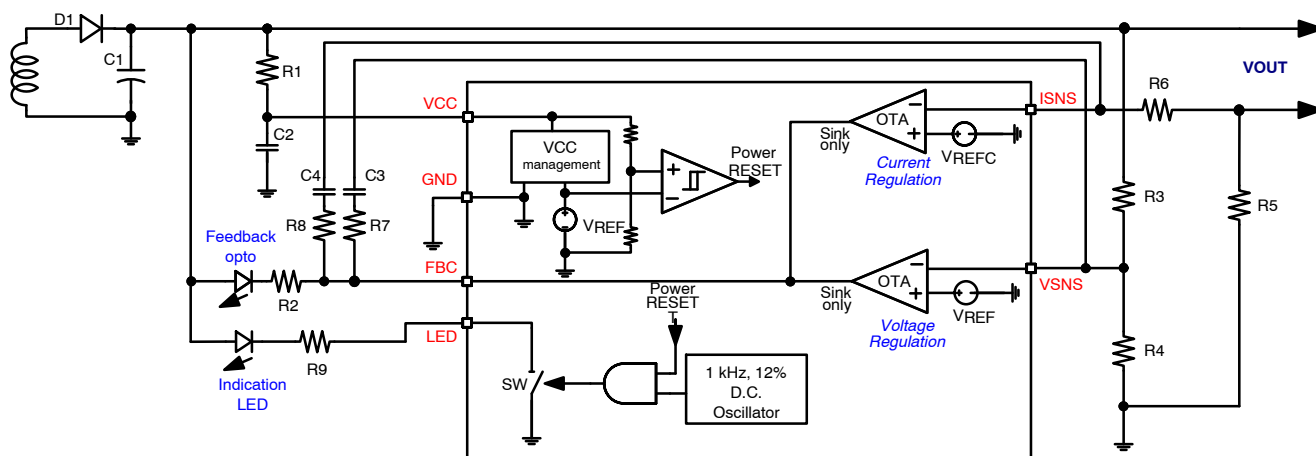 D1
C1
R1
VOUT
R6
ISNS
VCC
C2
VCC
management
Power
RESET
OTA
Sink
only
VREFC
Current
Regulation
C4
C3
GND
R3
R5
R8
R7
VREF
Feedback
opto
FBC
R2
Sink
only
OTA
VSNS
Power
RESET
VREF
LED
Voltage
Regulation
R9
R4
Indication
LED
SW
1 kHz, 12%
D.C.
Oscillator